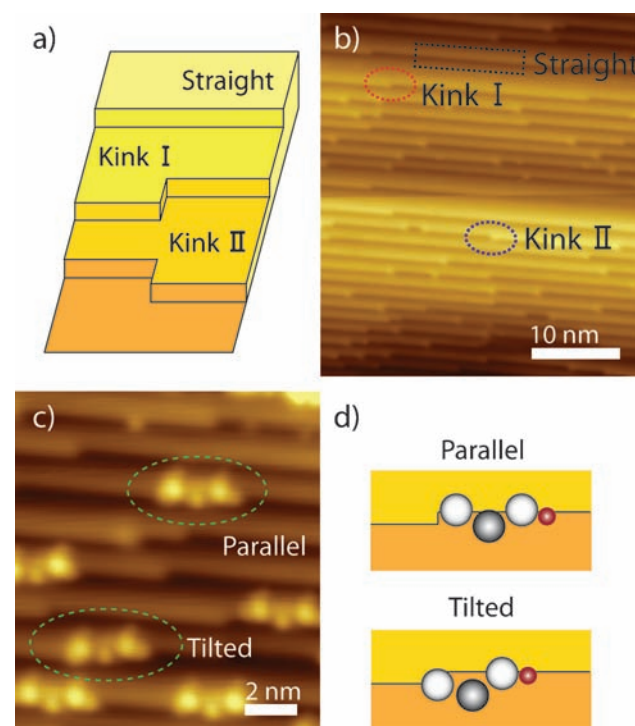 a)
Straight
Kink I
Kink II
b)
Straight
Kink I
Kink II
10 nm
c)
Parallel
Tilted
2 nm
d)
Parallel
Tilted